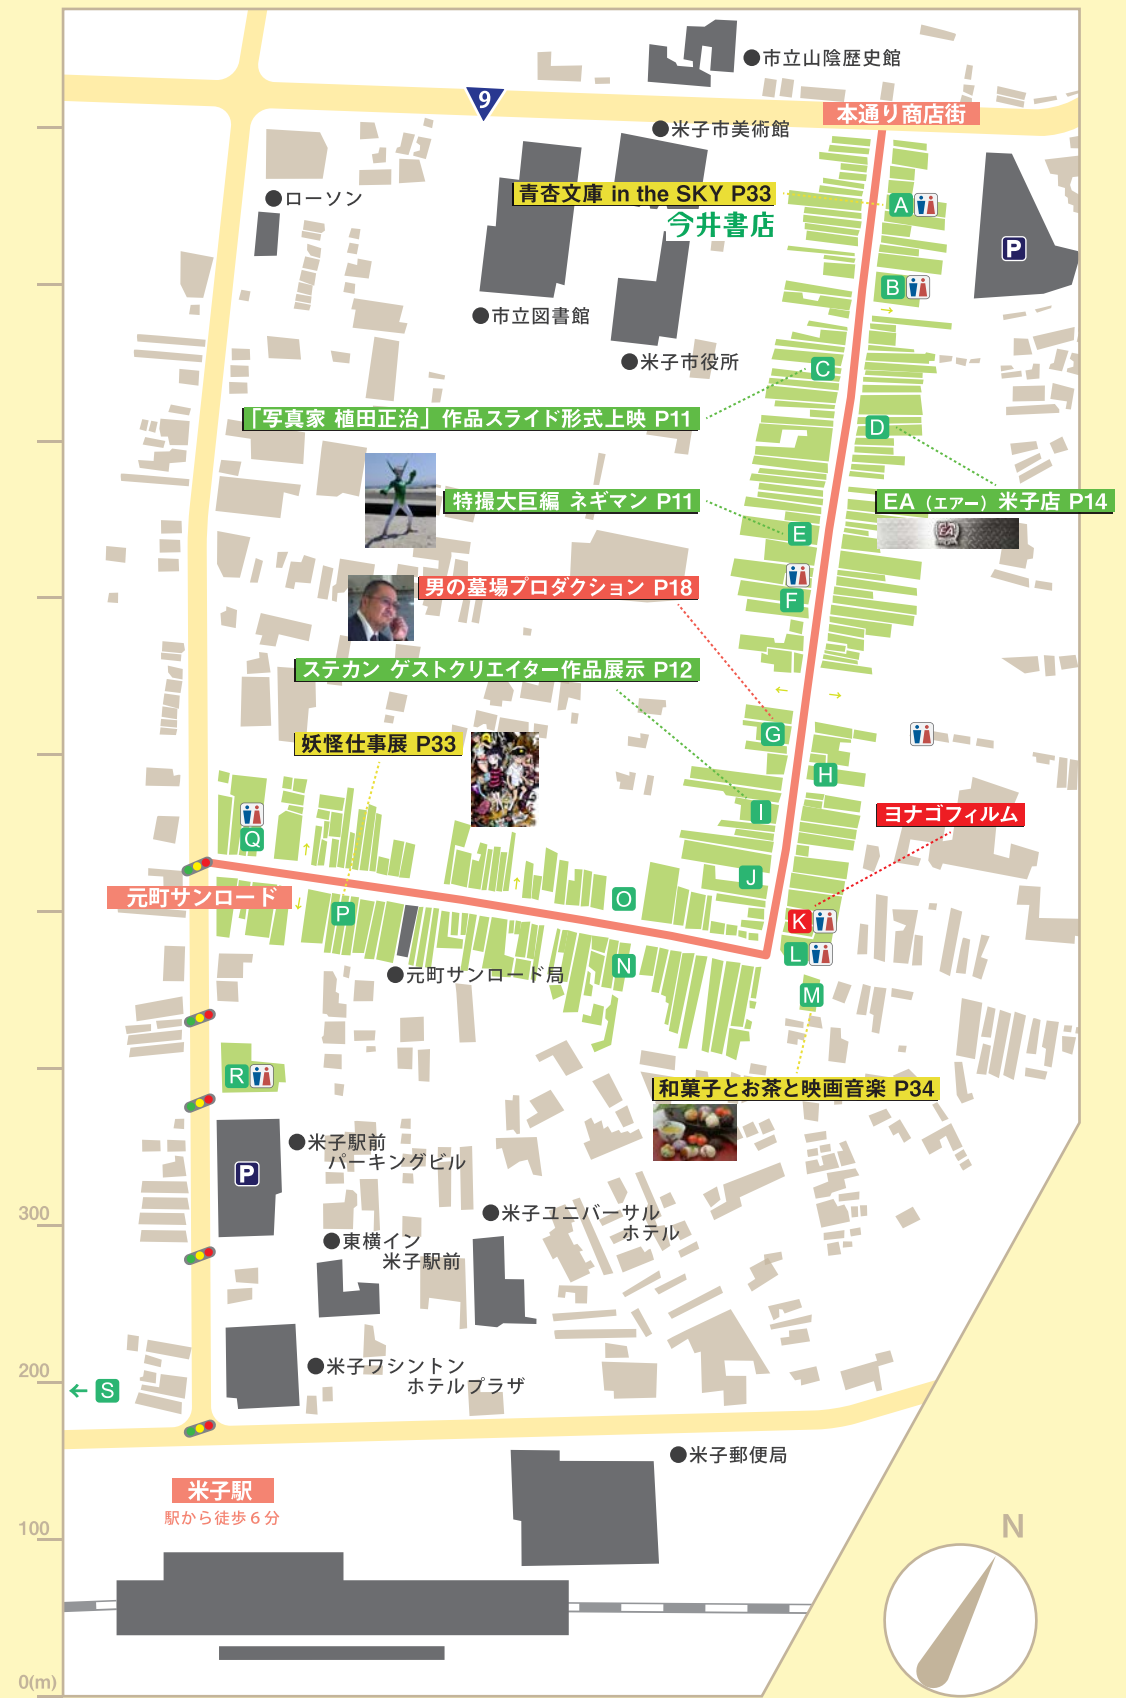 市立山陰歴史館
9
本通り商店街
米子市美術館
青杏文庫 in the SKY P33
A
ローソン
今井書店
P
B
市立図書館
米子市役所
C
「写真家 植田正治」作品スライド形式上映 P11
D
特撮大巨編 ネギマン P11
EA（エアー）米子店 P14
EA
E
男の墓場プロダクション P18
F
ステカン ゲストクリエイター作品展示 P12
G
妖怪仕事展 P33
H
I
ヨナゴフィルム
Q
J
元町サンロード
O
P
K
L
N
元町サンロード局
M
R
和菓子とお茶と映画音楽 P34
米子駅前
パーキングビル
P
300
米子ユニバーサル
ホテル
東横イン
米子駅前
200
米子ワシントン
ホテルプラザ
← S
米子郵便局
米子駅
駅から徒歩６分
100
N
0(m)